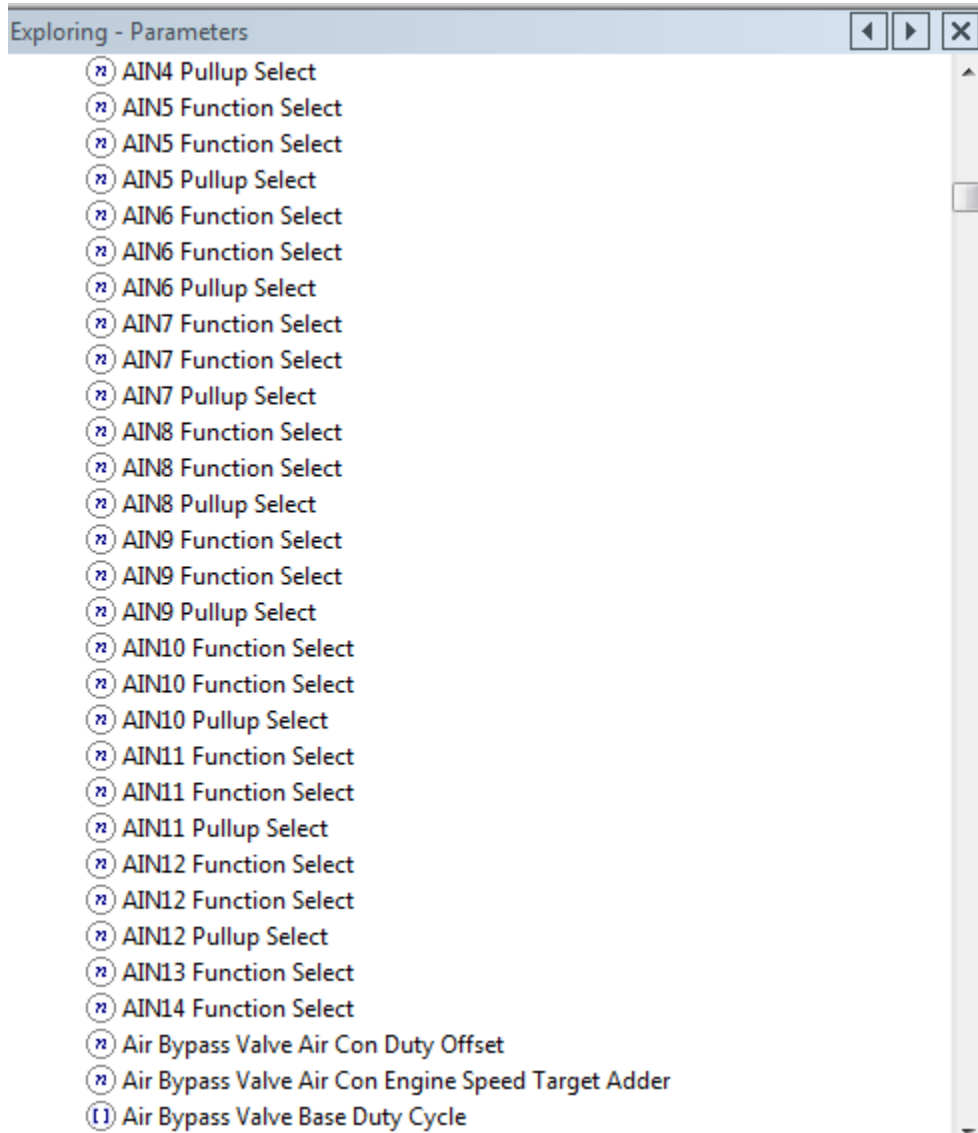 Exploring - Parameters
AIN4 Pullup Select
AIN5 Function Select
AIN5 Function Select
AIN5 Pullup Select
AIN6 Function Select
AIN6 Function Select
AIN6 Pullup Select
AIN7 Function Select
AIN7 Function Select
AIN7 Pullup Select
AIN8 Function Select
AIN8 Function Select
AIN8 Pullup Select
AIN9 Function Select
AIN9 Function Select
AIN9 Pullup Select
AIN10 Function Select
AIN10 Function Select
AIN10 Pullup Select
AIN11 Function Select
AIN11 Function Select
AIN11 Pullup Select
AIN12 Function Select
AIN12 Function Select
AIN12 Pullup Select
AIN13 Function Select
AIN14 Function Select
Air Bypass Valve Air Con Duty Offset
Air Bypass Valve Air Con Engine Speed Target Adder
Air Bypass Valve Base Duty Cycle